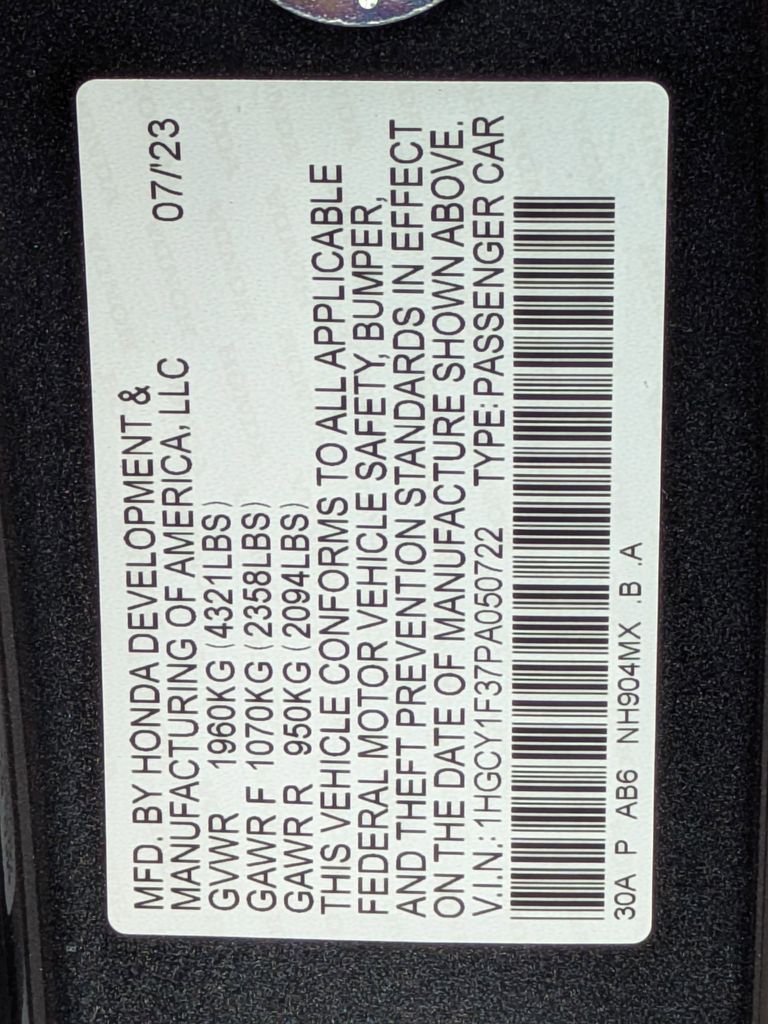 MFD. BY HONDA DEVELOPMENT &
MANUFACTURING OF AMERICA, LLC 07/'23
GVWR 1960KG (4321LBS)
GAWR F 1070KG (2358LBS)
GAWR R 950KG (2094LBS)
THIS VEHICLE CONFORMS TO ALL APPLICABLE
FEDERAL MOTOR VEHICLE SAFETY, BUMPER,
AND THEFT PREVENTION STANDARDS IN EFFECT
ON THE DATE OF MANUFACTURE SHOWN ABOVE.
V.I.N.: 1HGCY1F37PA050722 TYPE: PASSENGER CAR
30A P AB6 NH904MX .B .A